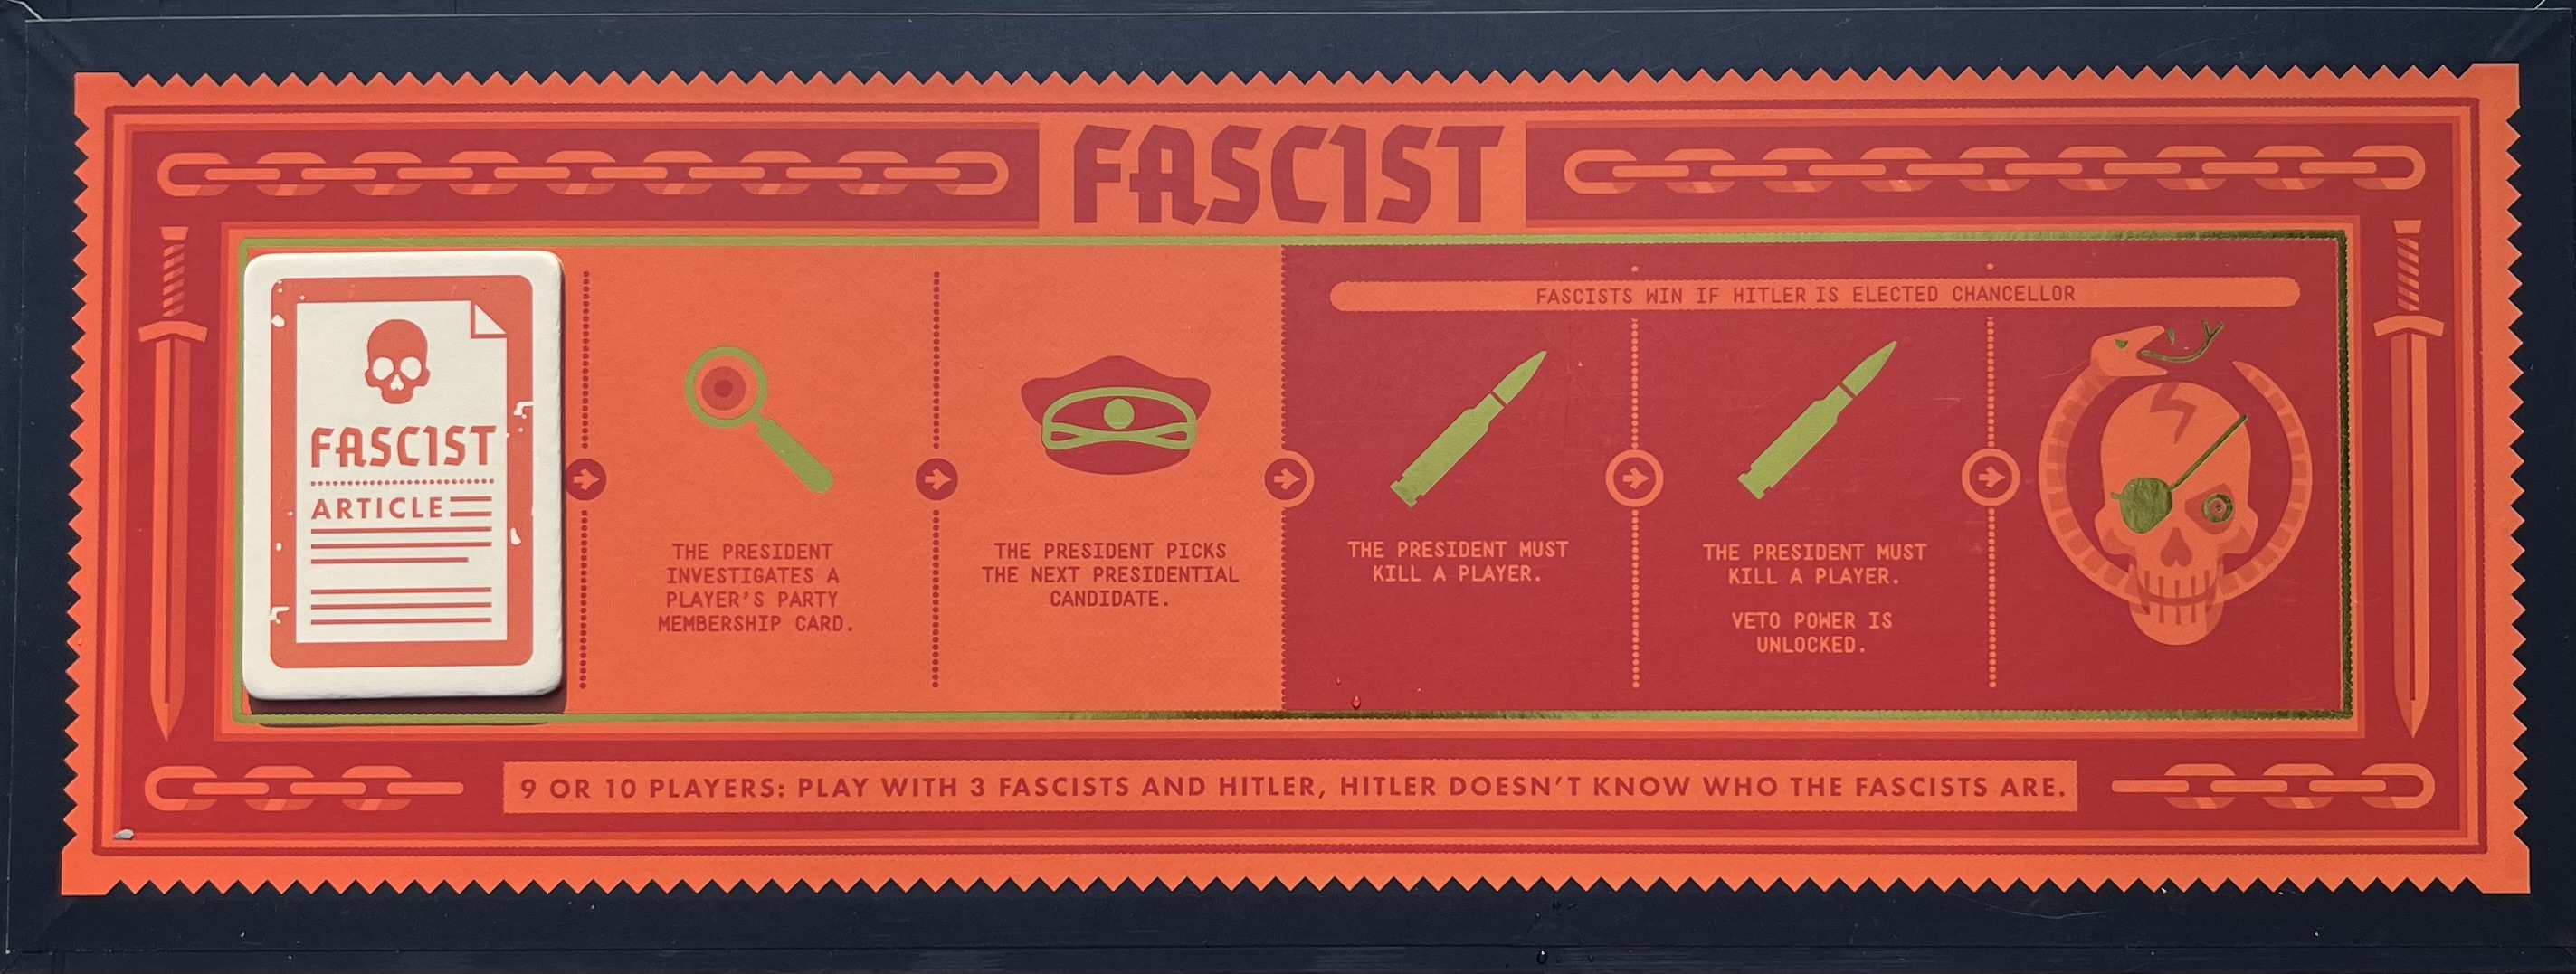 FASCIST
FASCISTS WIN IF HITLER IS ELECTED CHANCELLOR
FASCIST
ARTICLE
THE PRESIDENT
INVESTIGATES A
PLAYER'S PARTY
MEMBERSHIP CARD.
THE PRESIDENT PICKS
THE NEXT PRESIDENTIAL
CANDIDATE.
THE PRESIDENT MUST
KILL A PLAYER.
THE PRESIDENT MUST
KILL A PLAYER.
VETO POWER IS
UNLOCKED.
9 OR 10 PLAYERS: PLAY WITH 3 FASCISTS AND HITLER, HITLER DOESN'T KNOW WHO THE FASCISTS ARE.